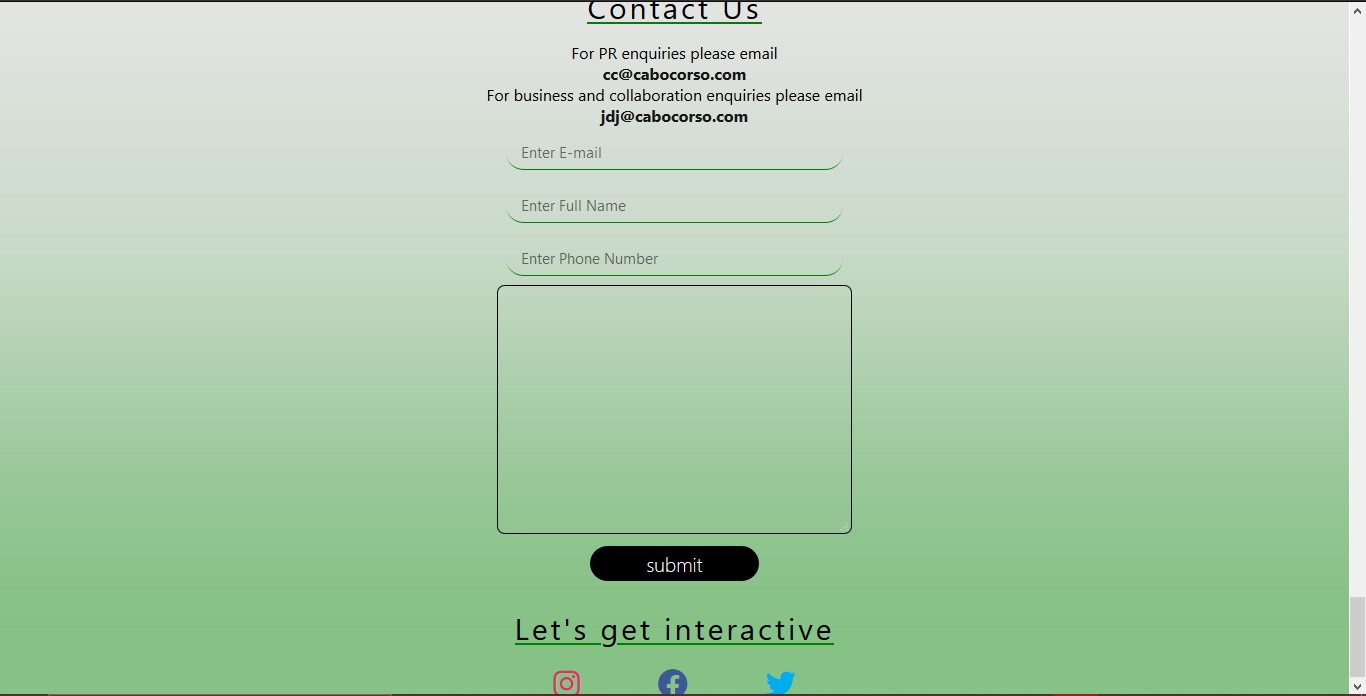 Contact Us
For PR enquiries please email
cc@cabocorso.com
For business and collaboration enquiries please email
jdj@cabocorso.com
Enter E-mail
Enter Full Name
Enter Phone Number
submit
Let's get interactive